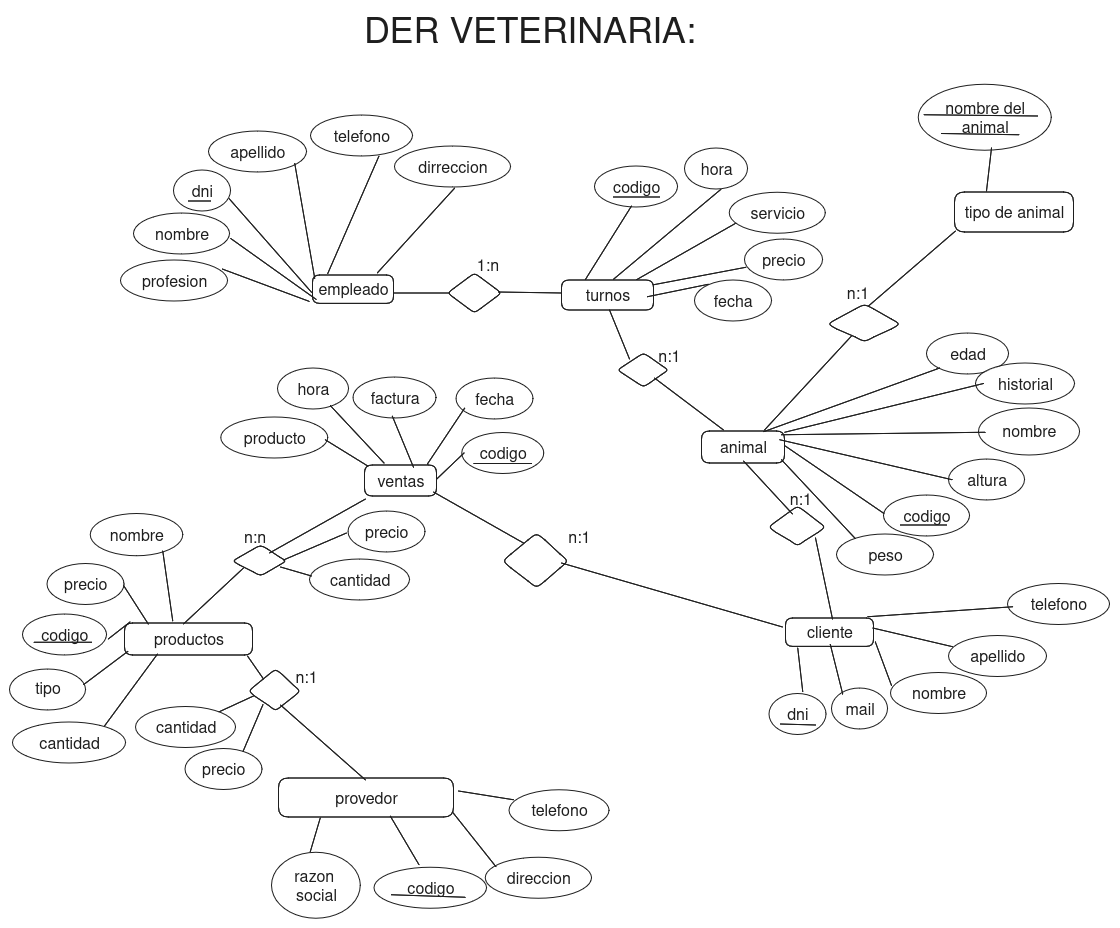 DER VETERINARIA:
nombre del
animal
tipo de animal
n:1
telefono
apellido
dirreccion
dni
nombre
profesion
empleado
1:n
codigo
hora
servicio
precio
fecha
turnos
n:1
edad
historial
nombre
altura
codigo
peso
animal
n:1
hora
factura
fecha
producto
codigo
ventas
n:n
precio
cantidad
n:1
nombre
precio
codigo
tipo
cantidad
productos
n:1
cantidad
precio
cliente
telefono
apellido
nombre
mail
dni
provedor
telefono
razon
social
codigo
direccion